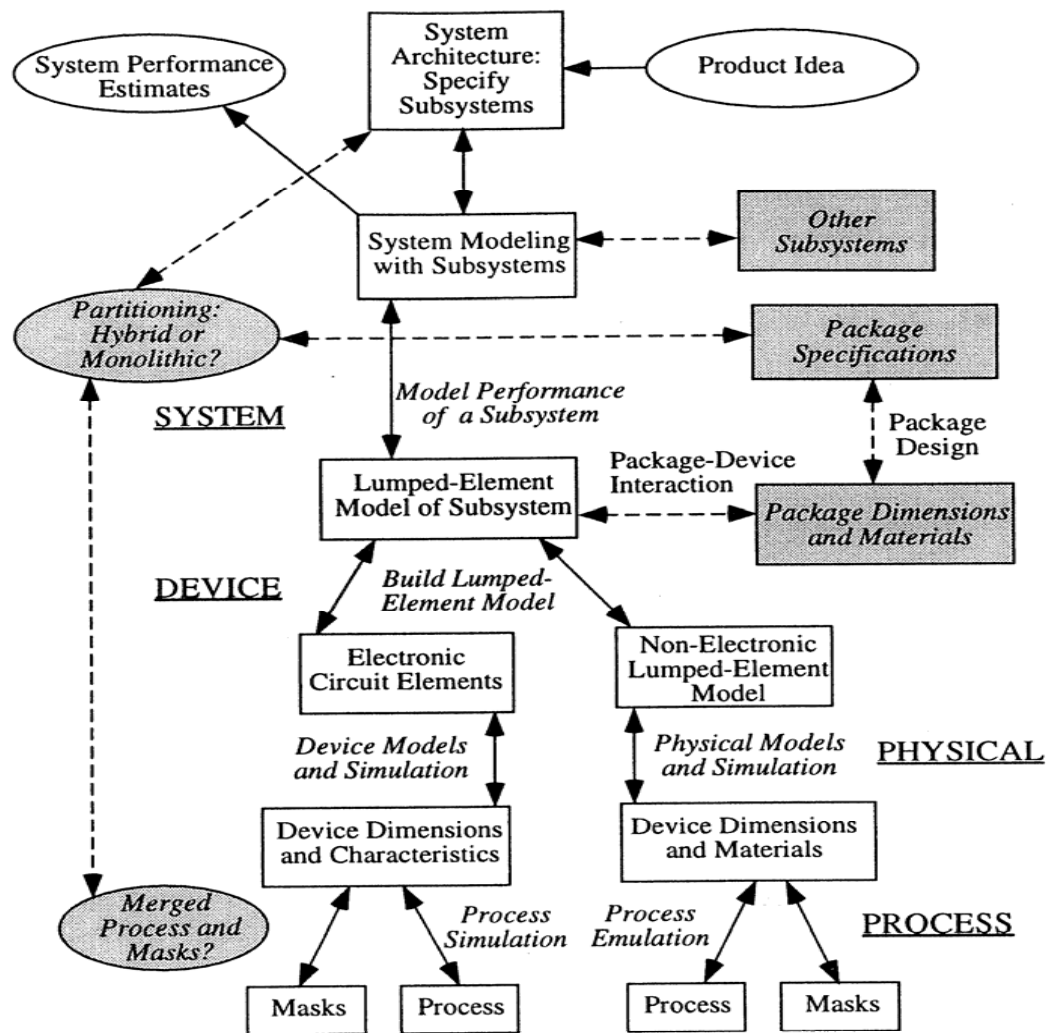 System
Architecture:
Specify
Subsystems
System Performance
Estimates
Product Idea
System Modeling
with Subsystems
Other
Subsystems
Partitioning:
Hybrid or
Monolithic?
Package
Specifications
Model Performance
of a Subsystem
SYSTEM
Package
Design
Lumped-Element
Model of Subsystem
Package-Device
Interaction
Package Dimensions
and Materials
DEVICE
Build Lumped-
Element Model
Electronic
Circuit Elements
Non-Electronic
Lumped-Element
Model
Device Models
and Simulation
Physical Models
and Simulation
PHYSICAL
Device Dimensions
and Characteristics
Device Dimensions
and Materials
Merged
Process and
Masks?
Process
Simulation
Process
Emulation
PROCESS
Masks
Process
Process
Masks